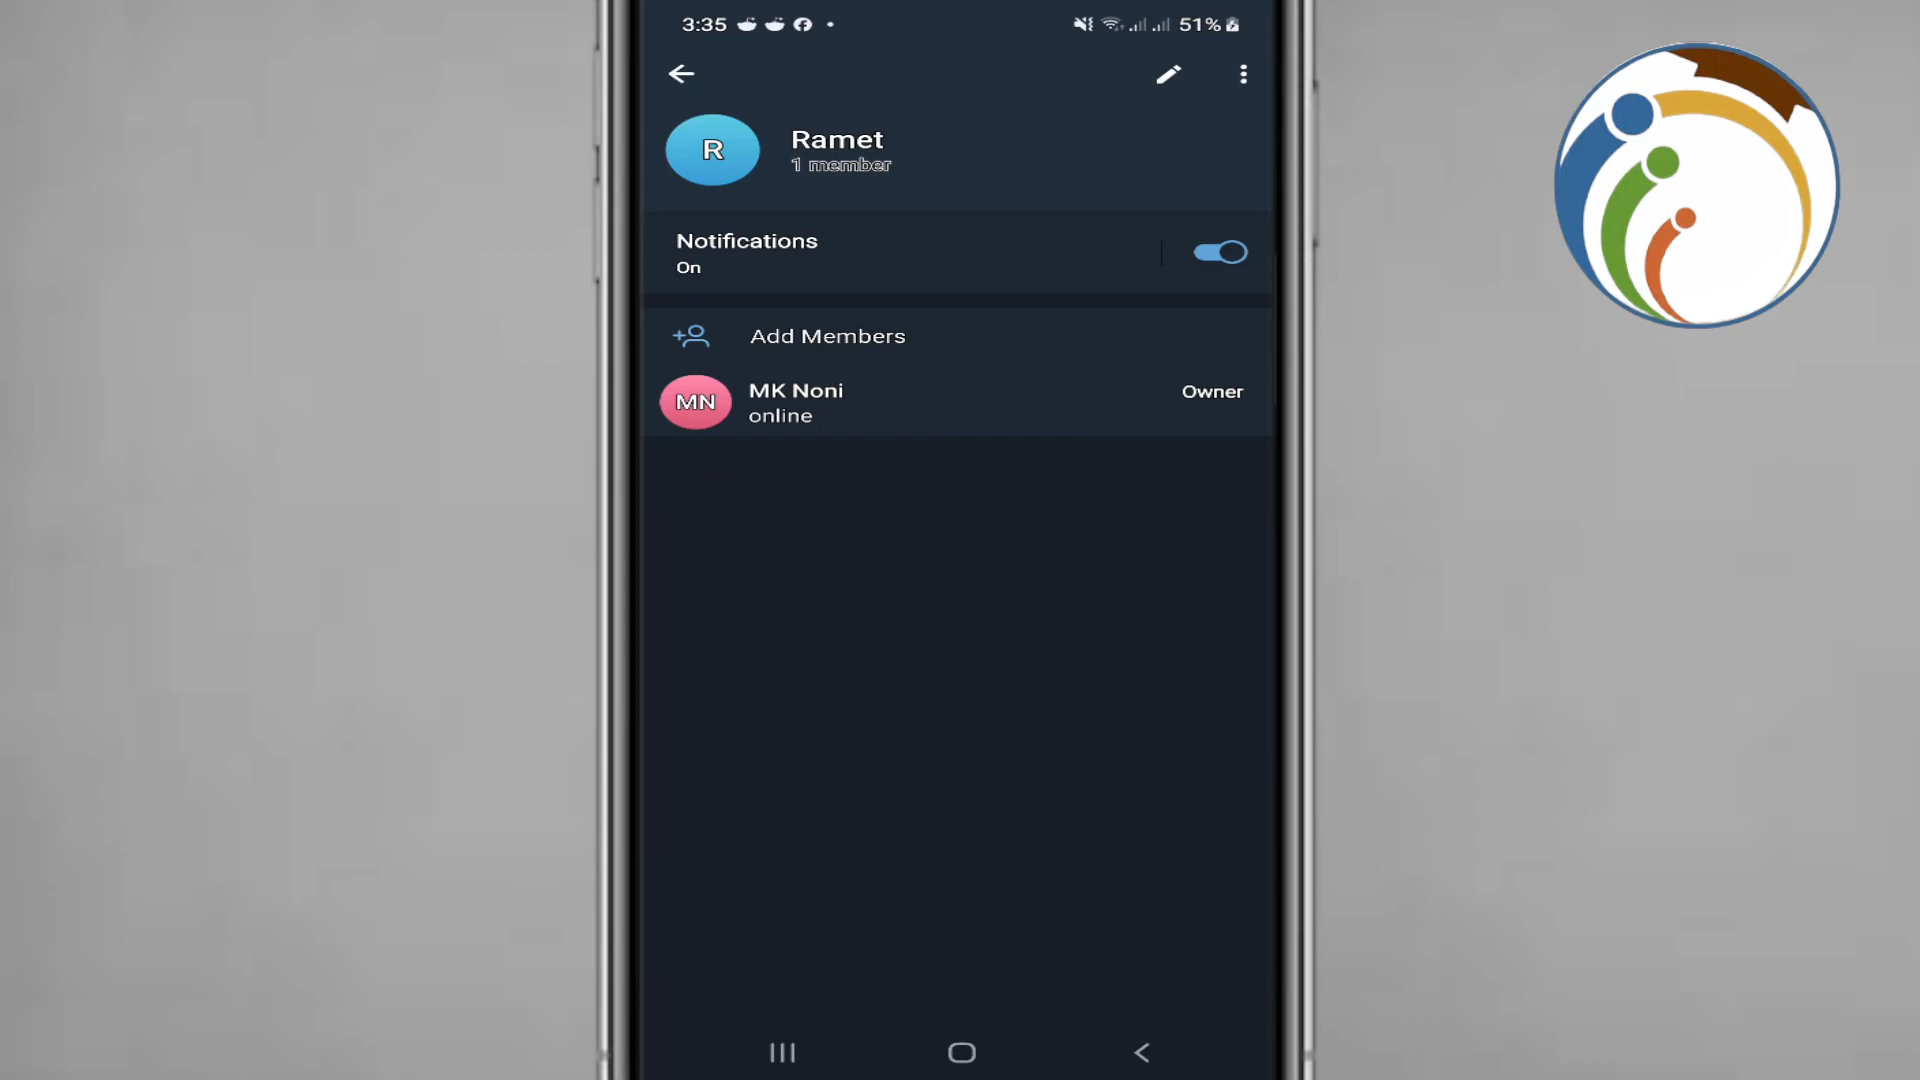 3:35
51%
R
Ramet
1 member
Notifications
On
Add Members
MN
MK Noni
Owner
online